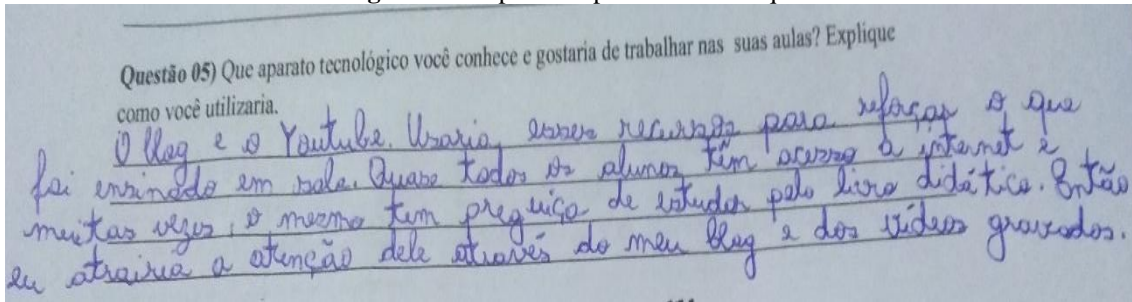 Questão 05) Que aparato tecnológico você conhece e gostaria de trabalhar nas suas aulas? Explique
como você utilizaria.
O blog e o Youtube. Usaria esses recursos para reforçar o que
foi ensinado em sala. Quase todos os alunos têm acesso à internet e
muitas vezes, o mesmo tem preguiça de estudar pelo livro didático. Então
eu atrairia a atenção dele através do meu blog e dos vídeos gravados.